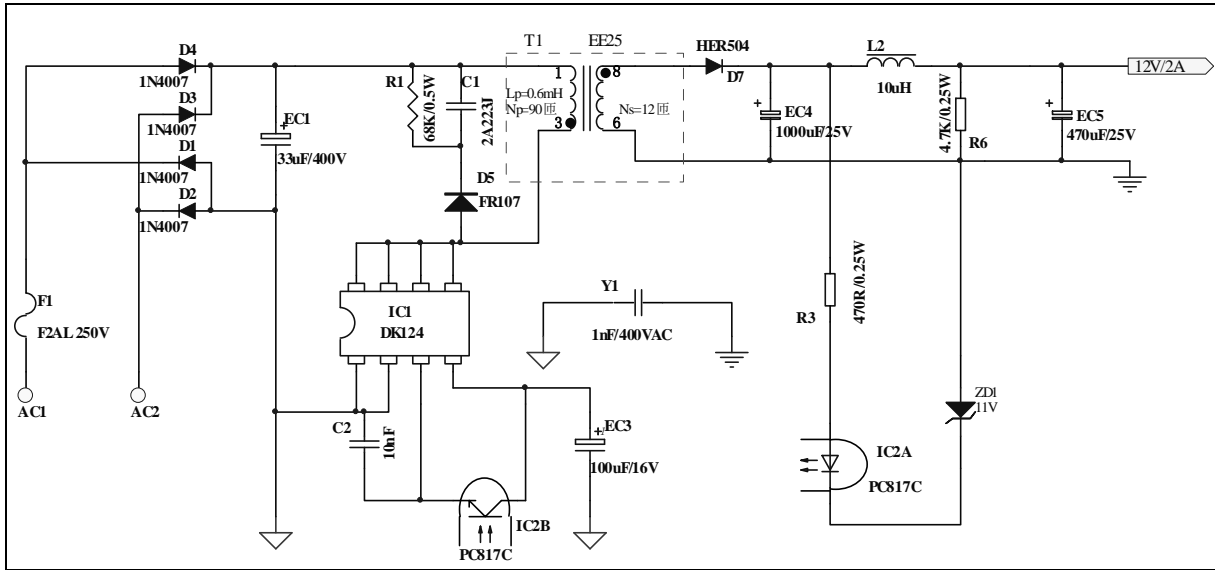 T1
EE25
HER504
L2
D4
1N4007
D3
1N4007
D1
1N4007
D2
1N4007
EC1
+
33uF/400V
R1
68K/0.5W
C1
2A223J
D5
FR107
1
3
Lp=0.6mH
Np=90匝
8
6
Ns=12匝
D7
10uH
+
EC4
1000uF/25V
4.7K/0.25W
R6
+
EC5
470uF/25V
12V/2A
F1
F2AL 250V
AC1
AC2
IC1
DK124
Y1
1nF/400VAC
R3
470R/0.25W
ZD1
11V
C2
10nF
+
EC3
100uF/16V
IC2B
PC817C
IC2A
PC817C